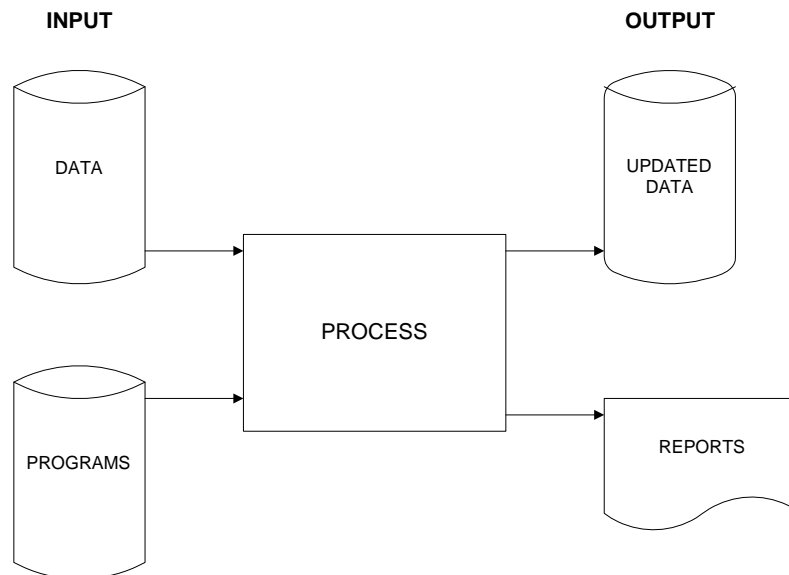 INPUT
OUTPUT
DATA
UPDATED
DATA
PROCESS
PROGRAMS
REPORTS